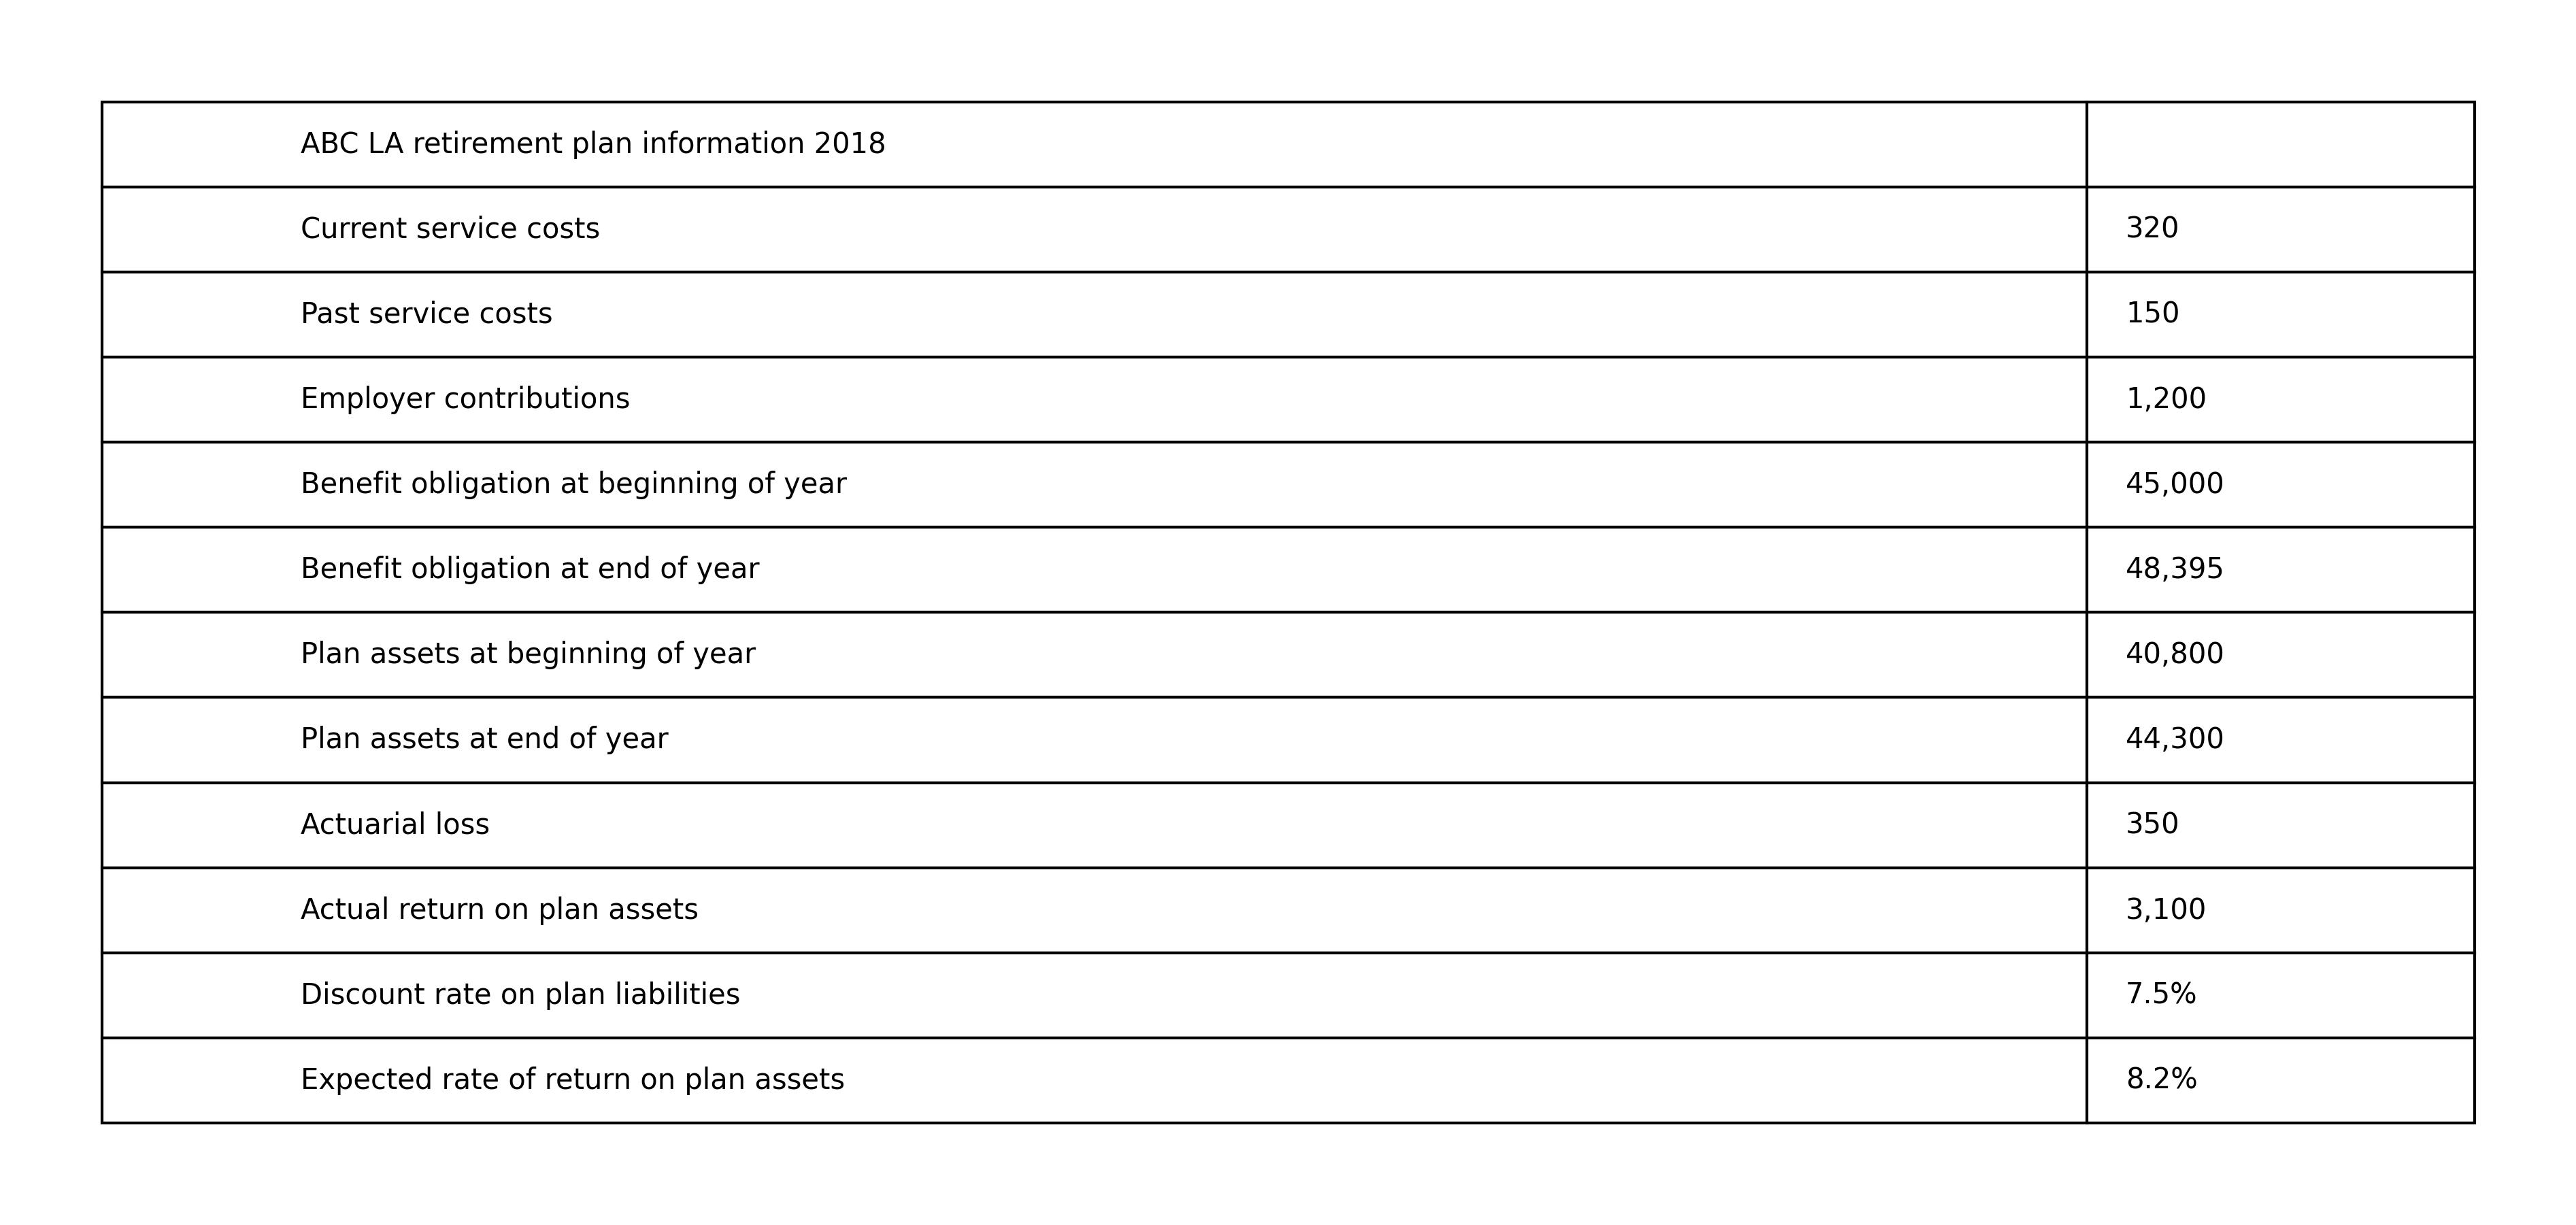 ABC LA retirement plan information 2018
Current service costs 320
Past service costs 150
Employer contributions 1,200
Benefit obligation at beginning of year 45,000
Benefit obligation at end of year 48,395
Plan assets at beginning of year 40,800
Plan assets at end of year 44,300
Actuarial loss 350
Actual return on plan assets 3,100
Discount rate on plan liabilities 7.5%
Expected rate of return on plan assets 8.2%